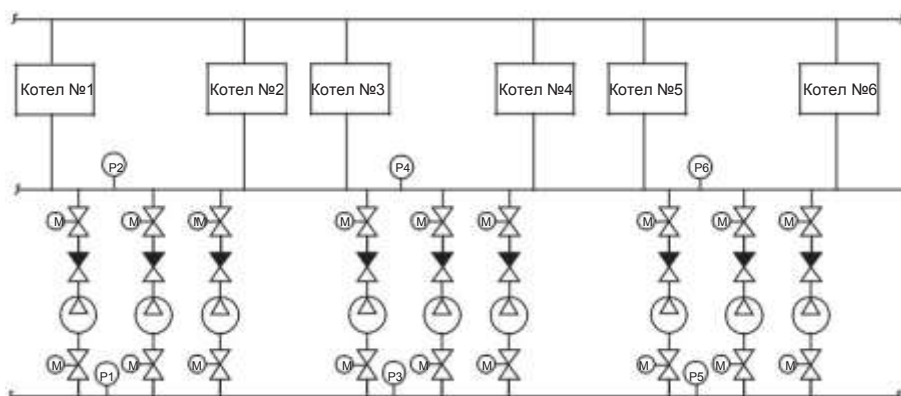 Котел №1 Котел №2 Котел №3 Котел №4 Котел №5 Котел №6
P2 P4 P6
M M M M M M M M M
M M M M M M M M M
P1 P3 P5